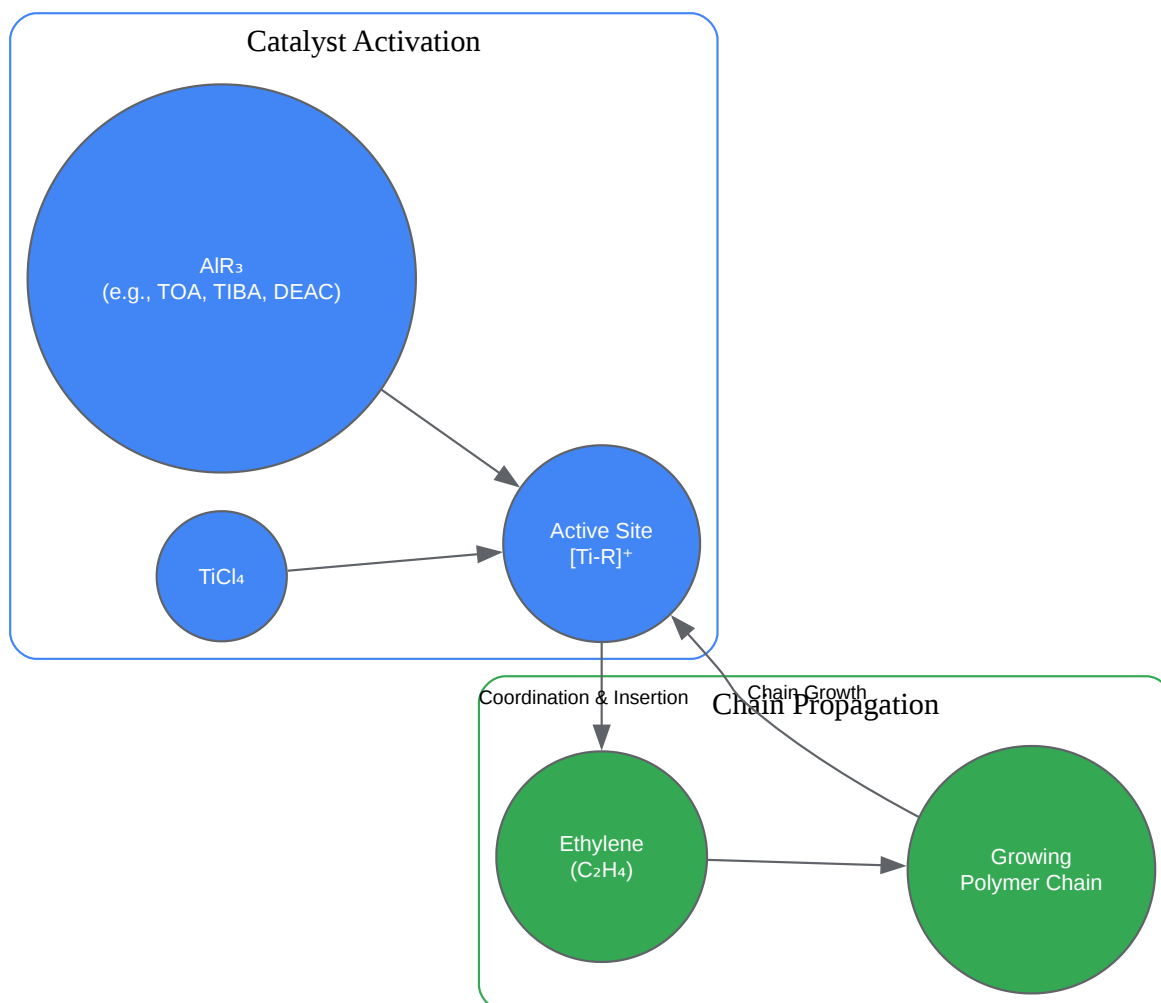 Catalyst Activation
AlR₃
(e.g., TOA, TIBA, DEAC)
Active Site
[Ti-R]⁺
TiCl₄
Coordination & Insertion
Chain Growth
Chain Propagation
Ethylene
(C₂H₄)
Growing
Polymer Chain